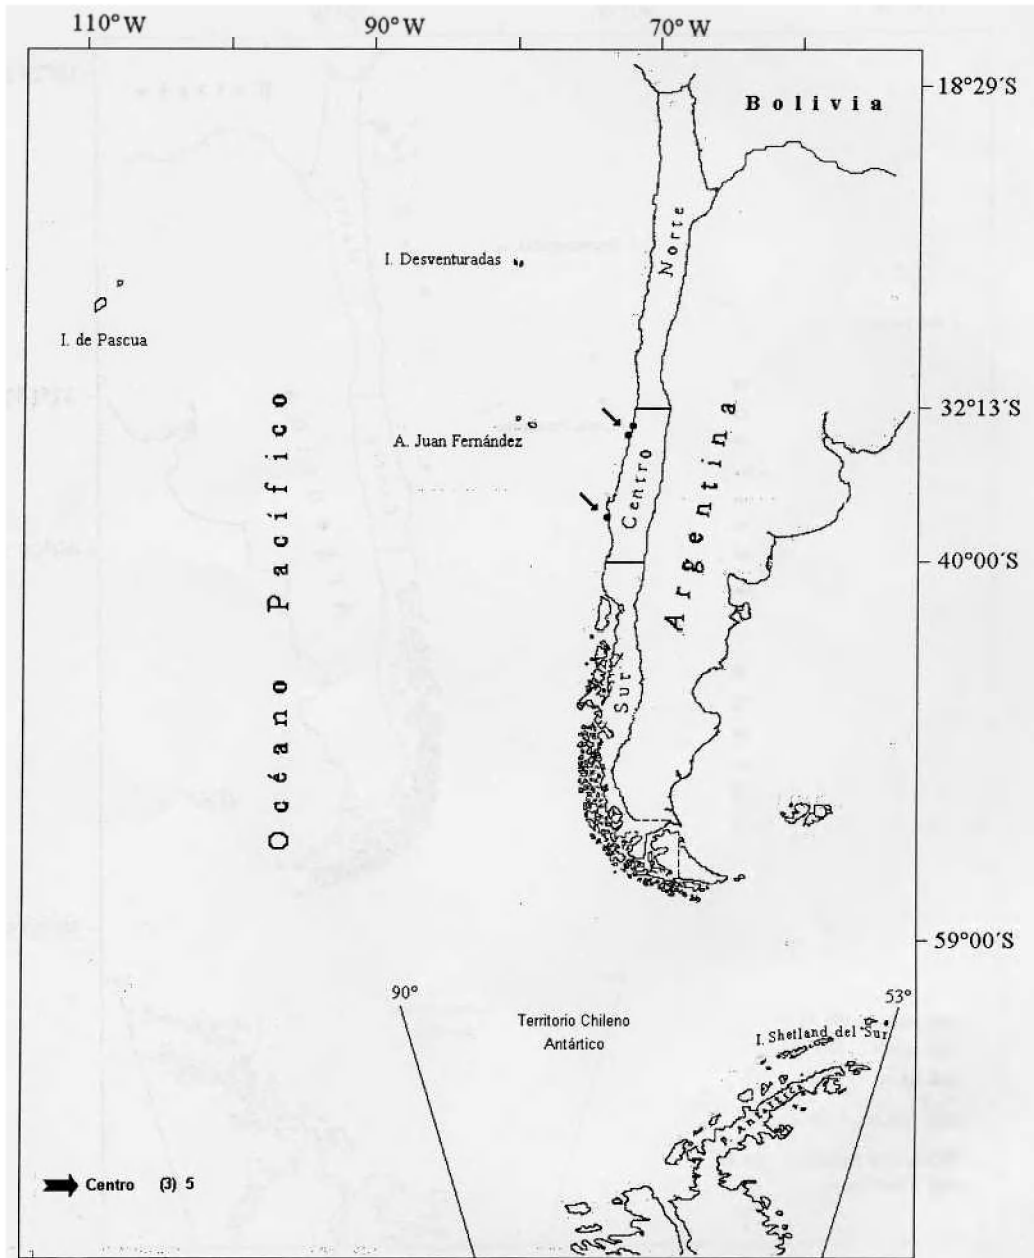 110°W 90°W 70°W
18°29´S
Bolivia
Norte
I. Desventuradas
I. de Pascua
32°13´S
A. Juan Fernández
Centro
Argentina
Océano Pacífico
40°00´S
Sur
59°00´S
90°
53°
Territorio Chileno
Antártico
I. Shetland del Sur
P. Antártica
Centro (3) 5